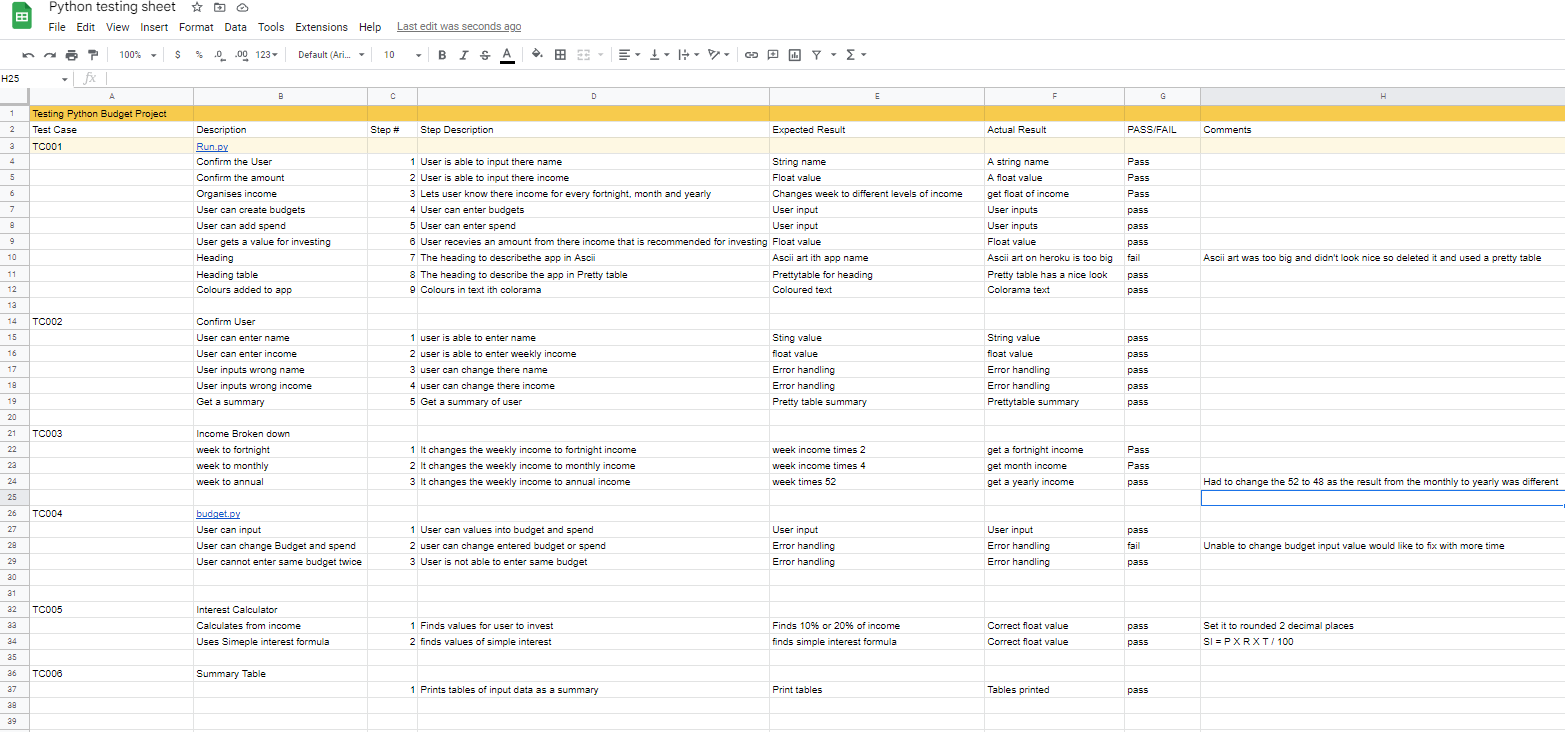 Python testing sheet
File Edit View Insert Format Data Tools Extensions Help Last edit was seconds ago
100% $ % .0 .00 123 Default (Ari... 10 B I S A
H25 fx
A B C D E F G H
1 Testing Python Budget Project
2 Test Case Description Step # Step Description Expected Result Actual Result PASS/FAIL Comments
3 TC001 Run.py
4 Confirm the User 1 User is able to input there name String name A string name Pass
5 Confirm the amount 2 User is able to input there income Float value A float value Pass
6 Organises income 3 Lets user know there income for every fortnight, month and yearly Changes week to different levels of income get float of income Pass
7 User can create budgets 4 User can enter budgets User input User inputs pass
8 User can add spend 5 User can enter spend User input User inputs pass
9 User gets a value for investing 6 User recevies an amount from there income that is recommended for investing Float value Float value pass
10 Heading 7 The heading to describethe app in Ascii Ascii art ith app name Ascii art on heroku is too big fail Ascii art was too big and didn't look nice so deleted it and used a pretty table
11 Heading table 8 The heading to describe the app in Pretty table Prettytable for heading Pretty table has a nice look pass
12 Colours added to app 9 Colours in text ith colorama Coloured text Colorama text pass
13
14 TC002 Confirm User
15 User can enter name 1 user is able to enter name Sting value String value pass
16 User can enter income 2 user is able to enter weekly income float value float value pass
17 User inputs wrong name 3 user can change there name Error handling Error handling pass
18 User inputs wrong income 4 user can change there income Error handling Error handling pass
19 Get a summary 5 Get a summary of user Pretty table summary Prettytable summary pass
20
21 TC003 Income Broken down
22 week to fortnight 1 It changes the weekly income to fortnight income week income times 2 get a fortnight income Pass
23 week to monthly 2 It changes the weekly income to monthly income week income times 4 get month income Pass
24 week to annual 3 It changes the weekly income to annual income week times 52 get a yearly income pass Had to change the 52 to 48 as the result from the monthly to yearly was different
25
26 TC004 budget.py
27 User can input 1 User can values into budget and spend User input User input pass
28 User can change Budget and spend 2 user can change entered budget or spend Error handling Error handling fail Unable to change budget input value would like to fix with more time
29 User cannot enter same budget twice 3 User is not able to enter same budget Error handling Error handling pass
30
31
32 TC005 Interest Calculator
33 Calculates from income 1 Finds values for user to invest Finds 10% or 20% of income Correct float value pass Set it to rounded 2 decimal places
34 Uses Simeple interest formula 2 finds values of simple interest finds simple interest formula Correct float value pass SI = P X R X T / 100
35
36 TC006 Summary Table
37 1 Prints tables of input data as a summary Print tables Tables printed pass
38
39